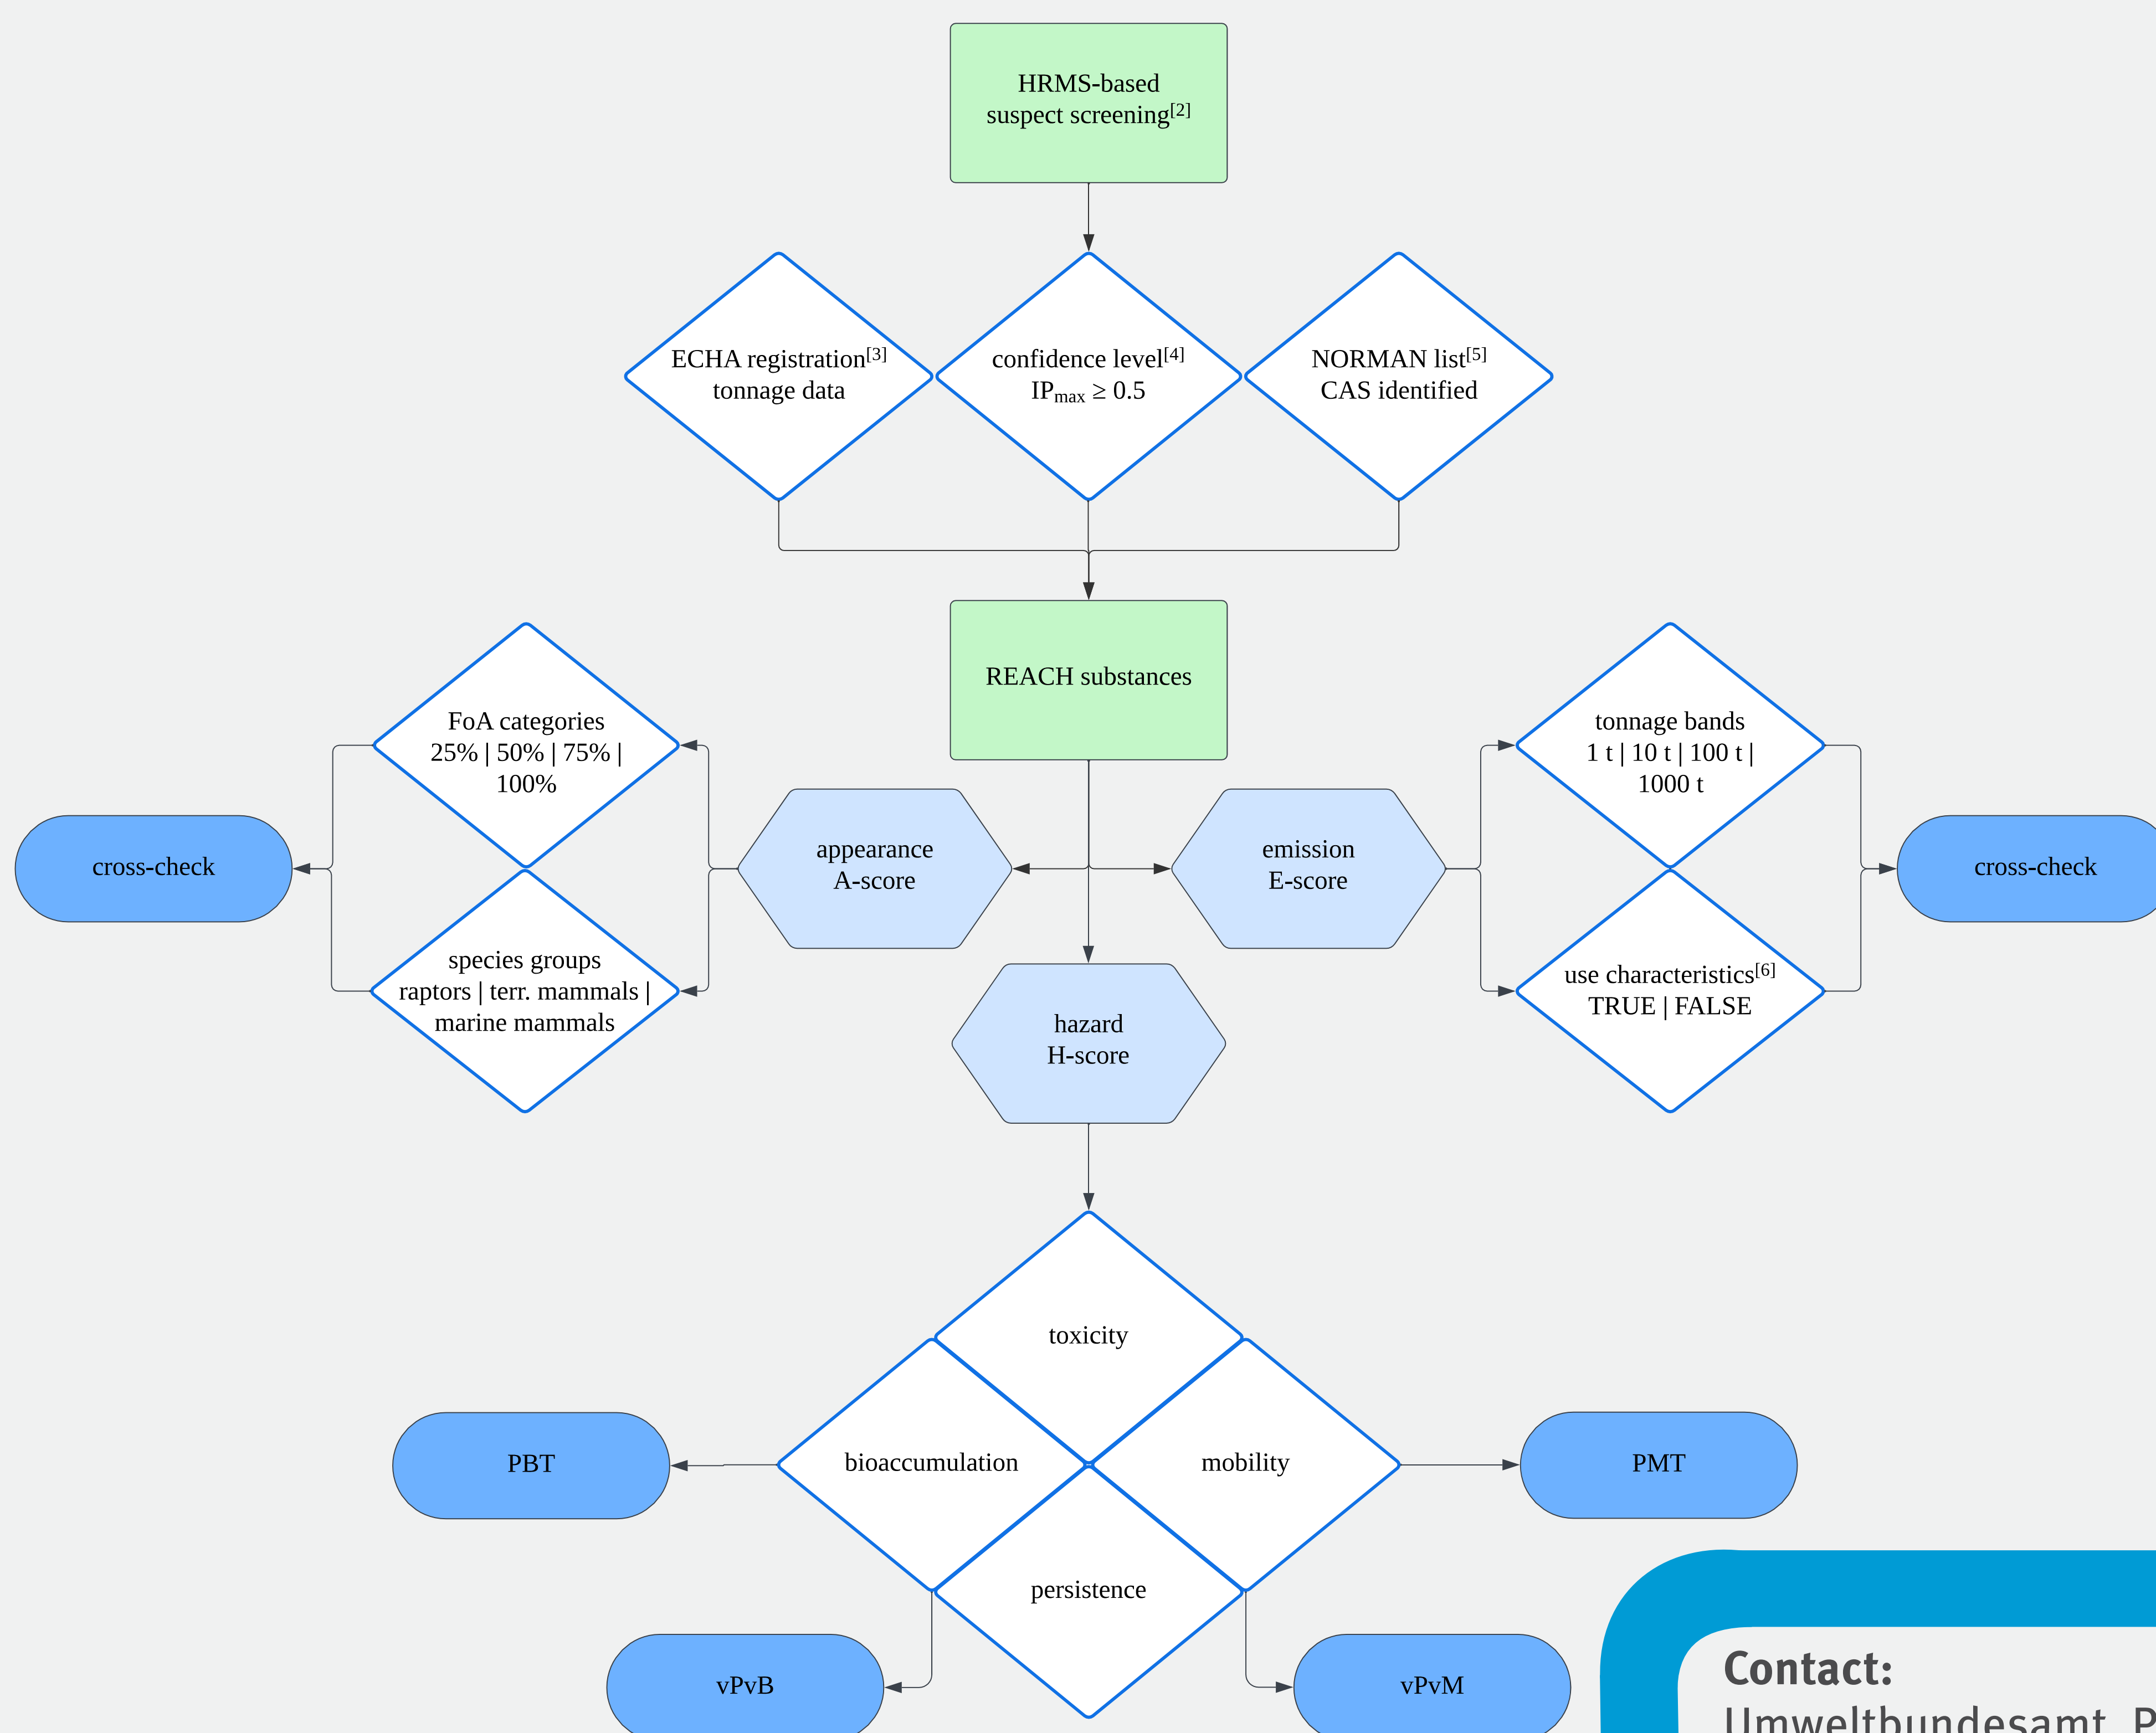 HRMS-based
suspect screening[2]
ECHA registration[3]
tonnage data
confidence level[4]
IPmax ≥ 0.5
NORMAN list[5]
CAS identified
REACH substances
FoA categories
25% | 50% | 75% |
100%
tonnage bands
1 t | 10 t | 100 t |
1000 t
cross-check
appearance
A-score
emission
E-score
cross-check
species groups
raptors | terr. mammals |
marine mammals
use characteristics[6]
TRUE | FALSE
hazard
H-score
toxicity
PBT
bioaccumulation
mobility
PMT
persistence
vPvB
vPvM
Contact:
Umweltbundesamt